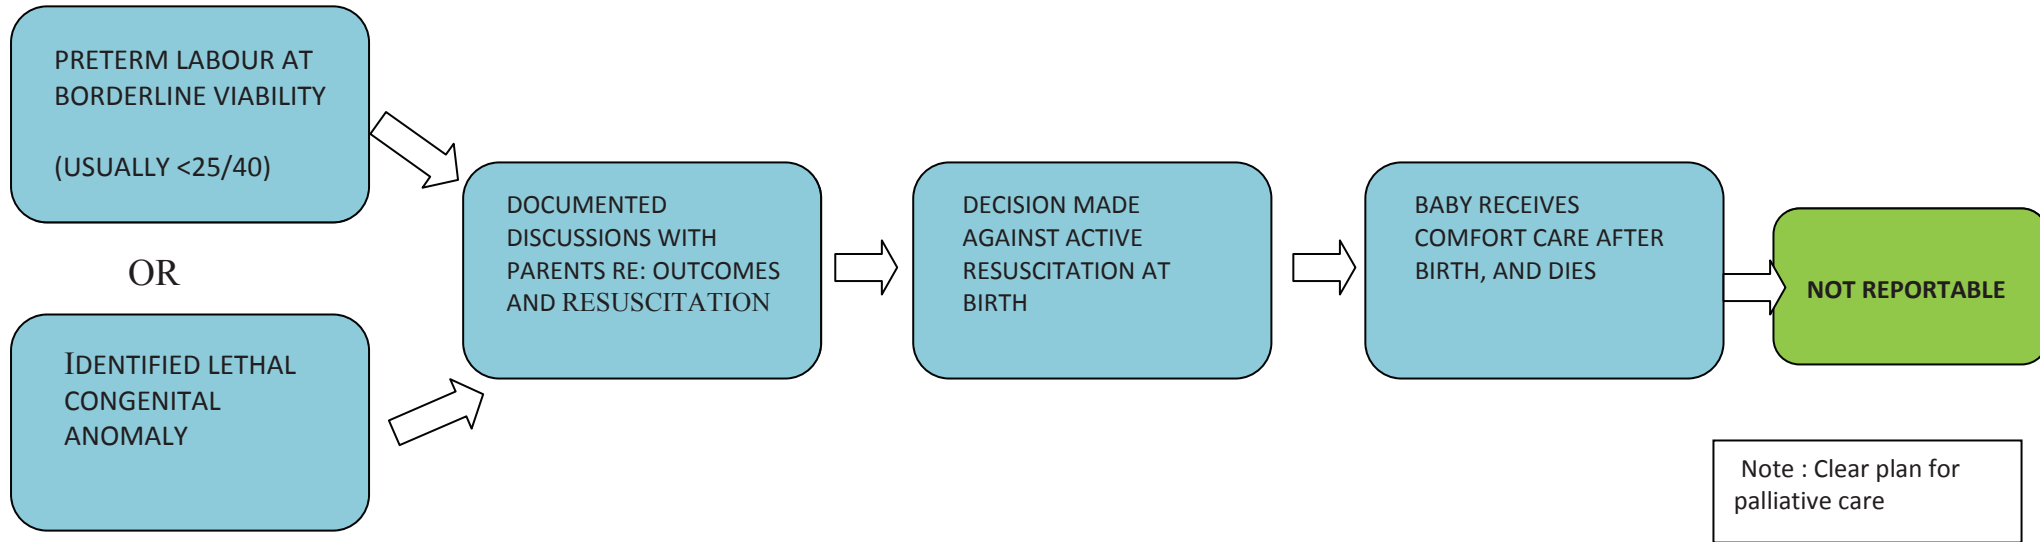 PRETERM LABOUR AT
BORDERLINE VIABILITY
(USUALLY <25/40)
OR
IDENTIFIED LETHAL
CONGENITAL
ANOMALY
DOCUMENTED
DISCUSSIONS WITH
PARENTS RE: OUTCOMES
AND RESUSCITATION
DECISION MADE
AGAINST ACTIVE
RESUSCITATION AT
BIRTH
BABY RECEIVES
COMFORT CARE AFTER
BIRTH, AND DIES
NOT REPORTABLE
Note : Clear plan for
palliative care